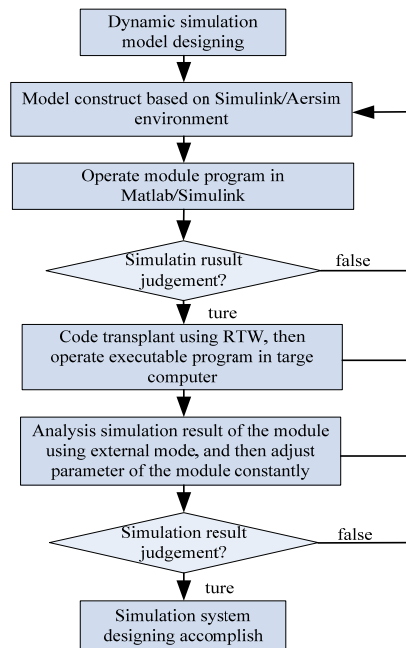 Dynamic simulation
model designing
Model construct based on Simulink/Aersim
environment
Operate module program in
Matlab/Simulink
Simulatin rusult
judgement?
false
ture
Code transplant using RTW, then
operate executable program in targe
computer
Analysis simulation result of the module
using external mode, and then adjust
parameter of the module constantly
Simulation result
judgement?
false
ture
Simulation system
designing accomplish